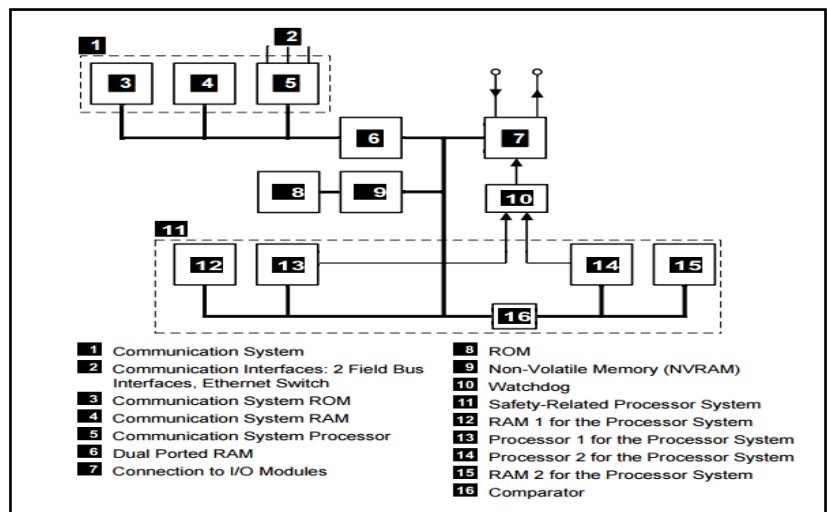 1
2
3
4
5
6
7
8
9
10
11
12
13
14
15
16
1 Communication System
2 Communication Interfaces: 2 Field Bus
Interfaces, Ethernet Switch
3 Communication System ROM
4 Communication System RAM
5 Communication System Processor
6 Dual Ported RAM
7 Connection to I/O Modules
8 ROM
9 Non-Volatile Memory (NVRAM)
10 Watchdog
11 Safety-Related Processor System
12 RAM 1 for the Processor System
13 Processor 1 for the Processor System
14 Processor 2 for the Processor System
15 RAM 2 for the Processor System
16 Comparator